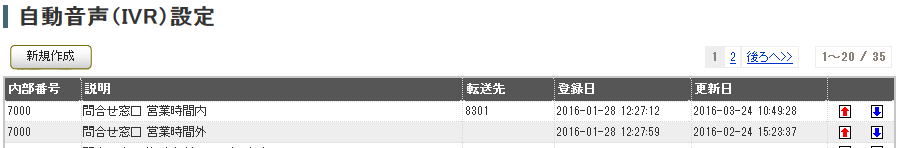 自動音声(IVR)設定
新規作成
1 2 後ろへ>> 1～20 / 35
内部番号 説明 転送先 登録日 更新日
7000 問合せ窓口 営業時間内 8301 2016-01-28 12:27:12 2016-03-24 10:49:28
7000 問合せ窓口 営業時間外 2016-01-28 12:27:59 2016-02-24 15:23:37